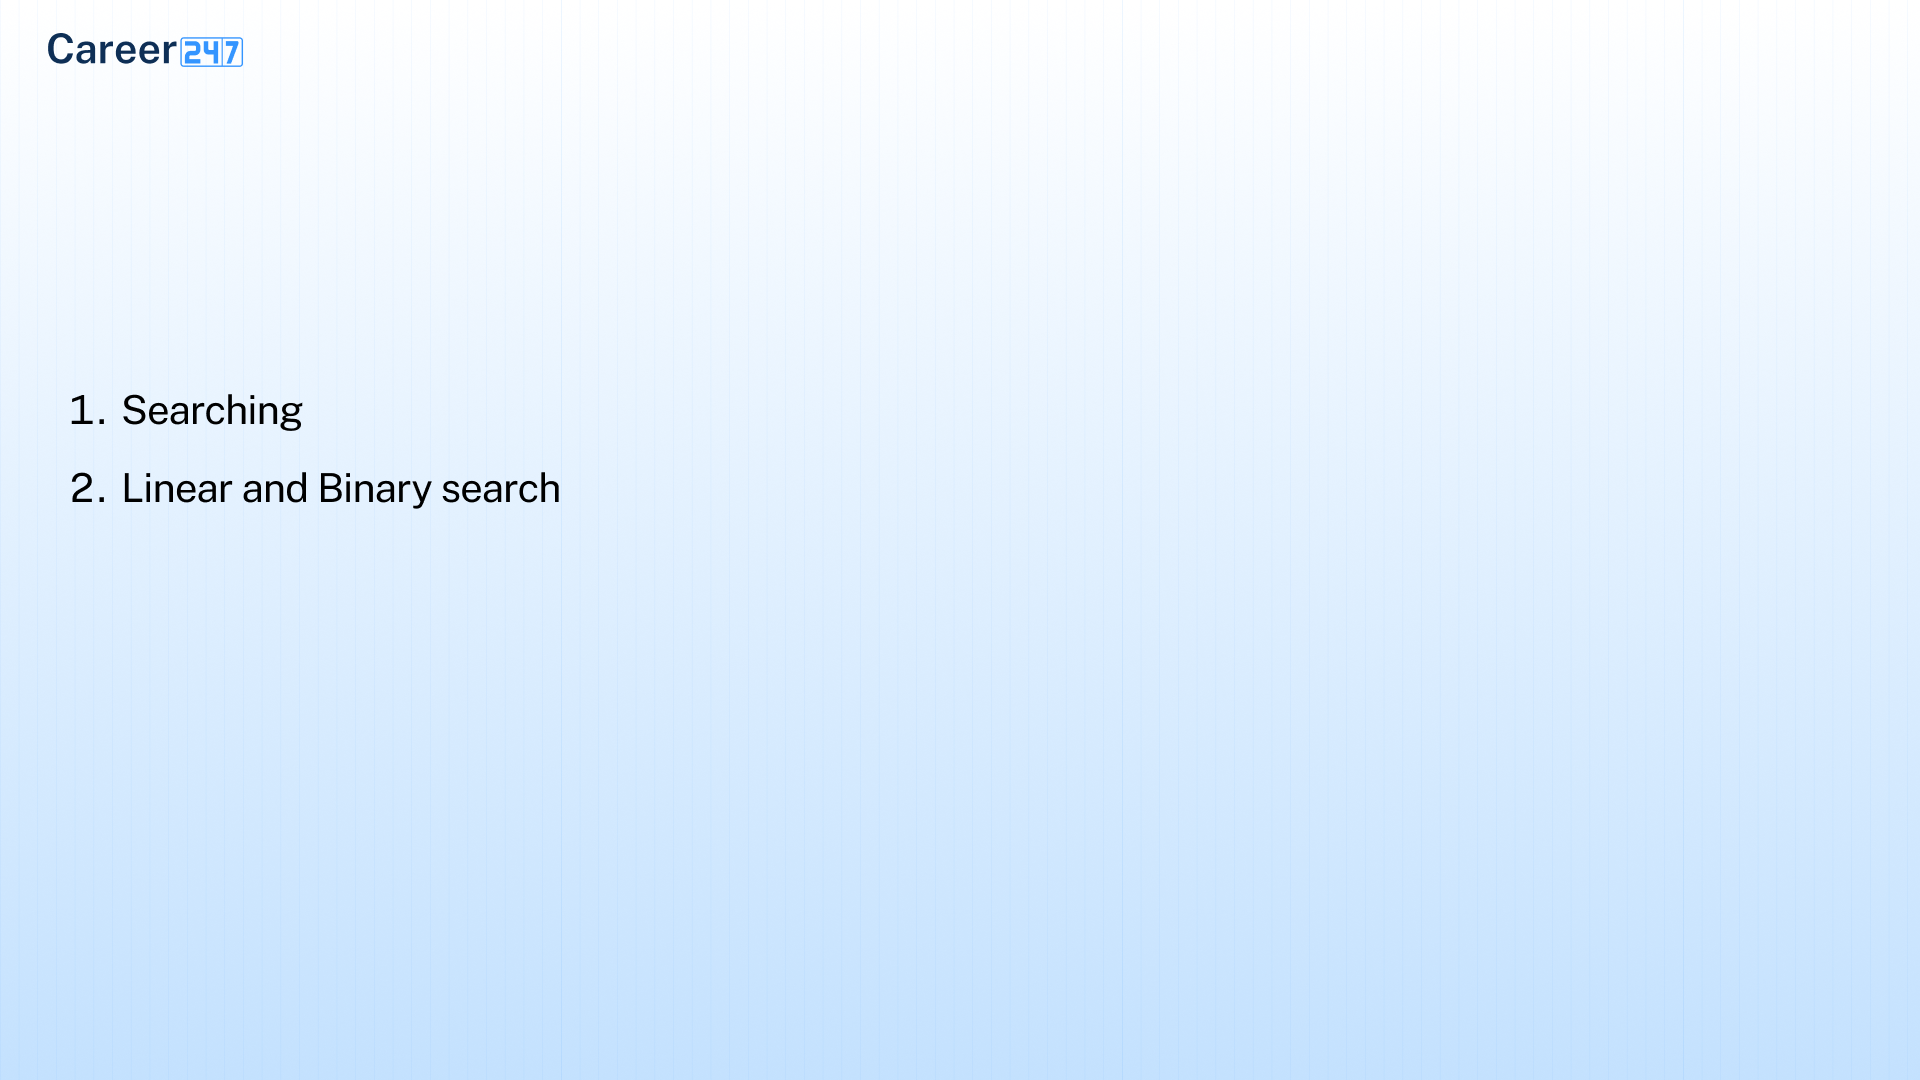 Career247
1. Searching
2. Linear and Binary search